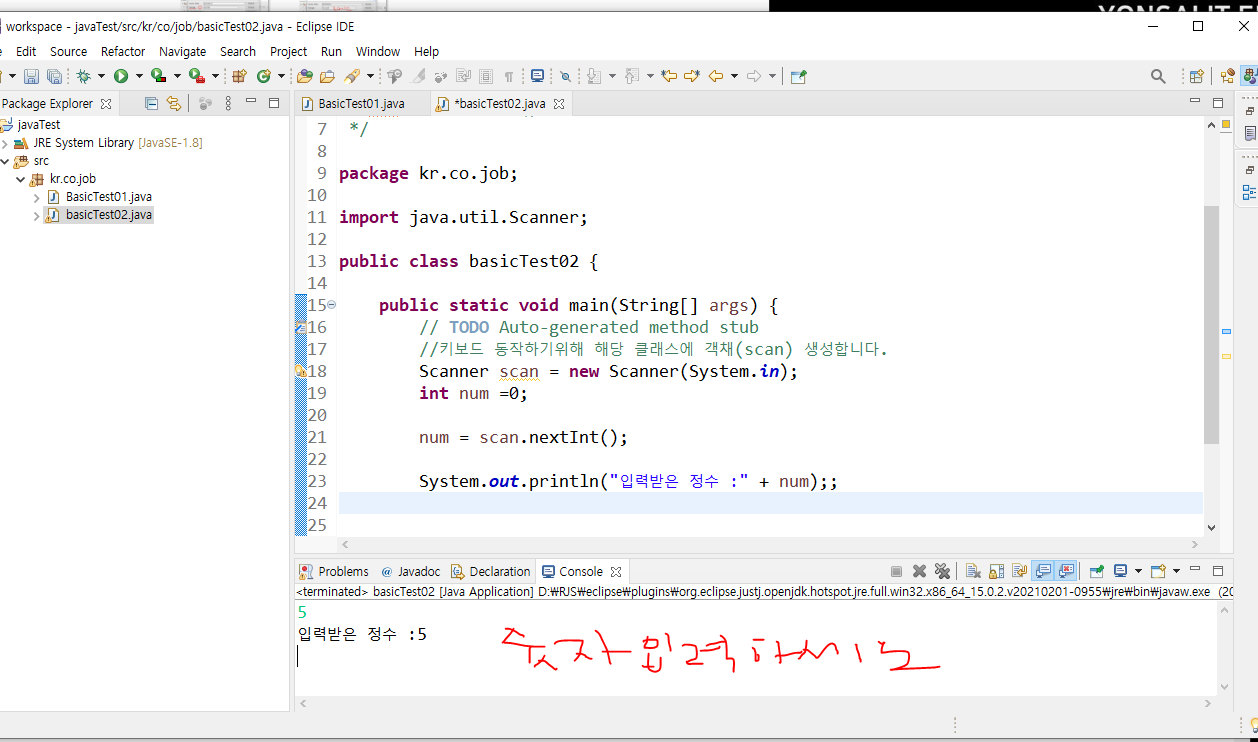 workspace - javaTest/src/kr/co/job/basicTest02.java - Eclipse IDE
Edit Source Refactor Navigate Search Project Run Window Help
Package Explorer
BasicTest01.java
*basicTest02.java
javaTest
JRE System Library [JavaSE-1.8]
src
kr.co.job
BasicTest01.java
basicTest02.java
7 */
8
9 package kr.co.job;
10
11 import java.util.Scanner;
12
13 public class basicTest02 {
14
15 public static void main(String[] args) {
16 // TODO Auto-generated method stub
17 //키보드 동작하기위해 해당 클래스에 객채(scan) 생성합니다.
18 Scanner scan = new Scanner(System.in);
19 int num =0;
20
21 num = scan.nextInt();
22
23 System.out.println("입력받은 정수 :" + num);;
24
25
Problems @ Javadoc Declaration Console
<terminated> basicTest02 [Java Application] D:₩RJS₩eclipse₩plugins₩org.eclipse.justj.openjdk.hotspot.jre.full.win32.x86_64_15.0.2.v20210201-0955₩jre₩bin₩javaw.exe (20
5
입력받은 정수 :5
숫자입력하세요